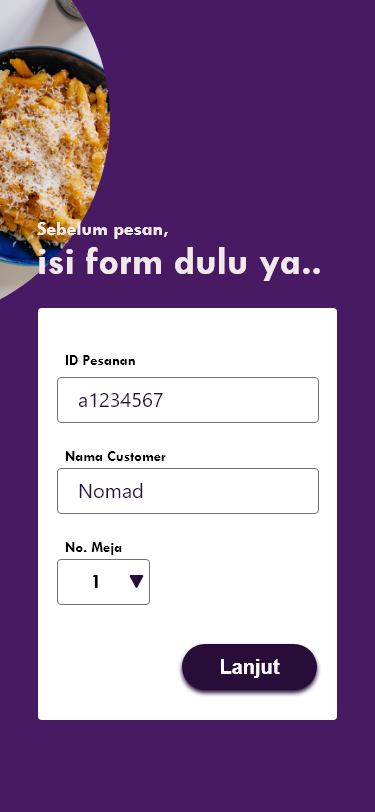 Sebelum pesan,
isi form dulu ya..
ID Pesanan
a1234567
Nama Customer
Nomad
No. Meja
1
Lanjut